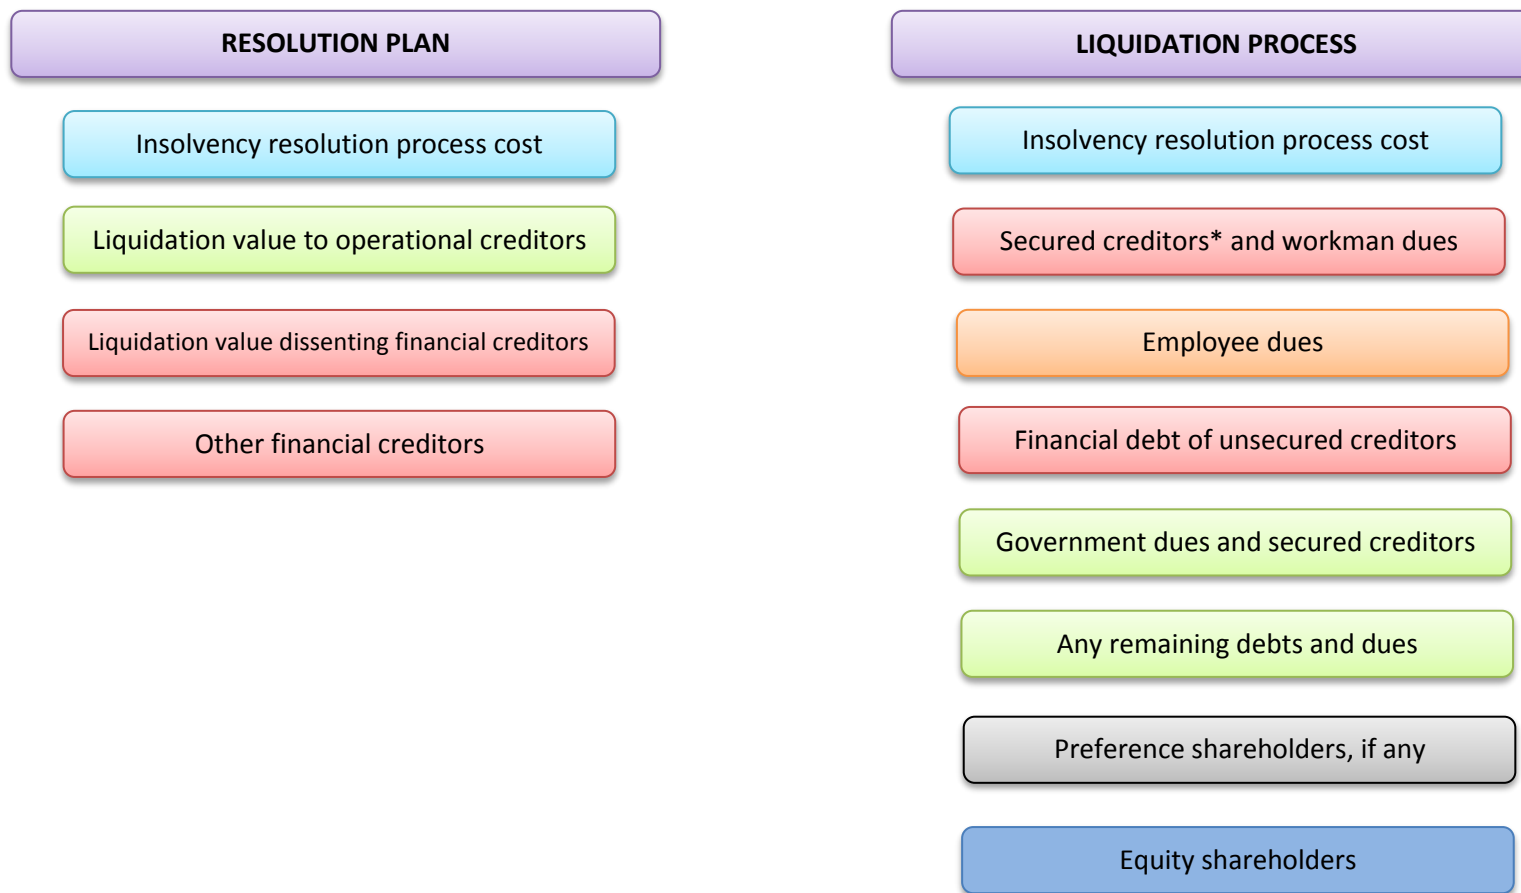 RESOLUTION PLAN
Insolvency resolution process cost
Liquidation value to operational creditors
Liquidation value dissenting financial creditors
Other financial creditors
LIQUIDATION PROCESS
Insolvency resolution process cost
Secured creditors* and workman dues
Employee dues
Financial debt of unsecured creditors
Government dues and secured creditors
Any remaining debts and dues
Preference shareholders, if any
Equity shareholders